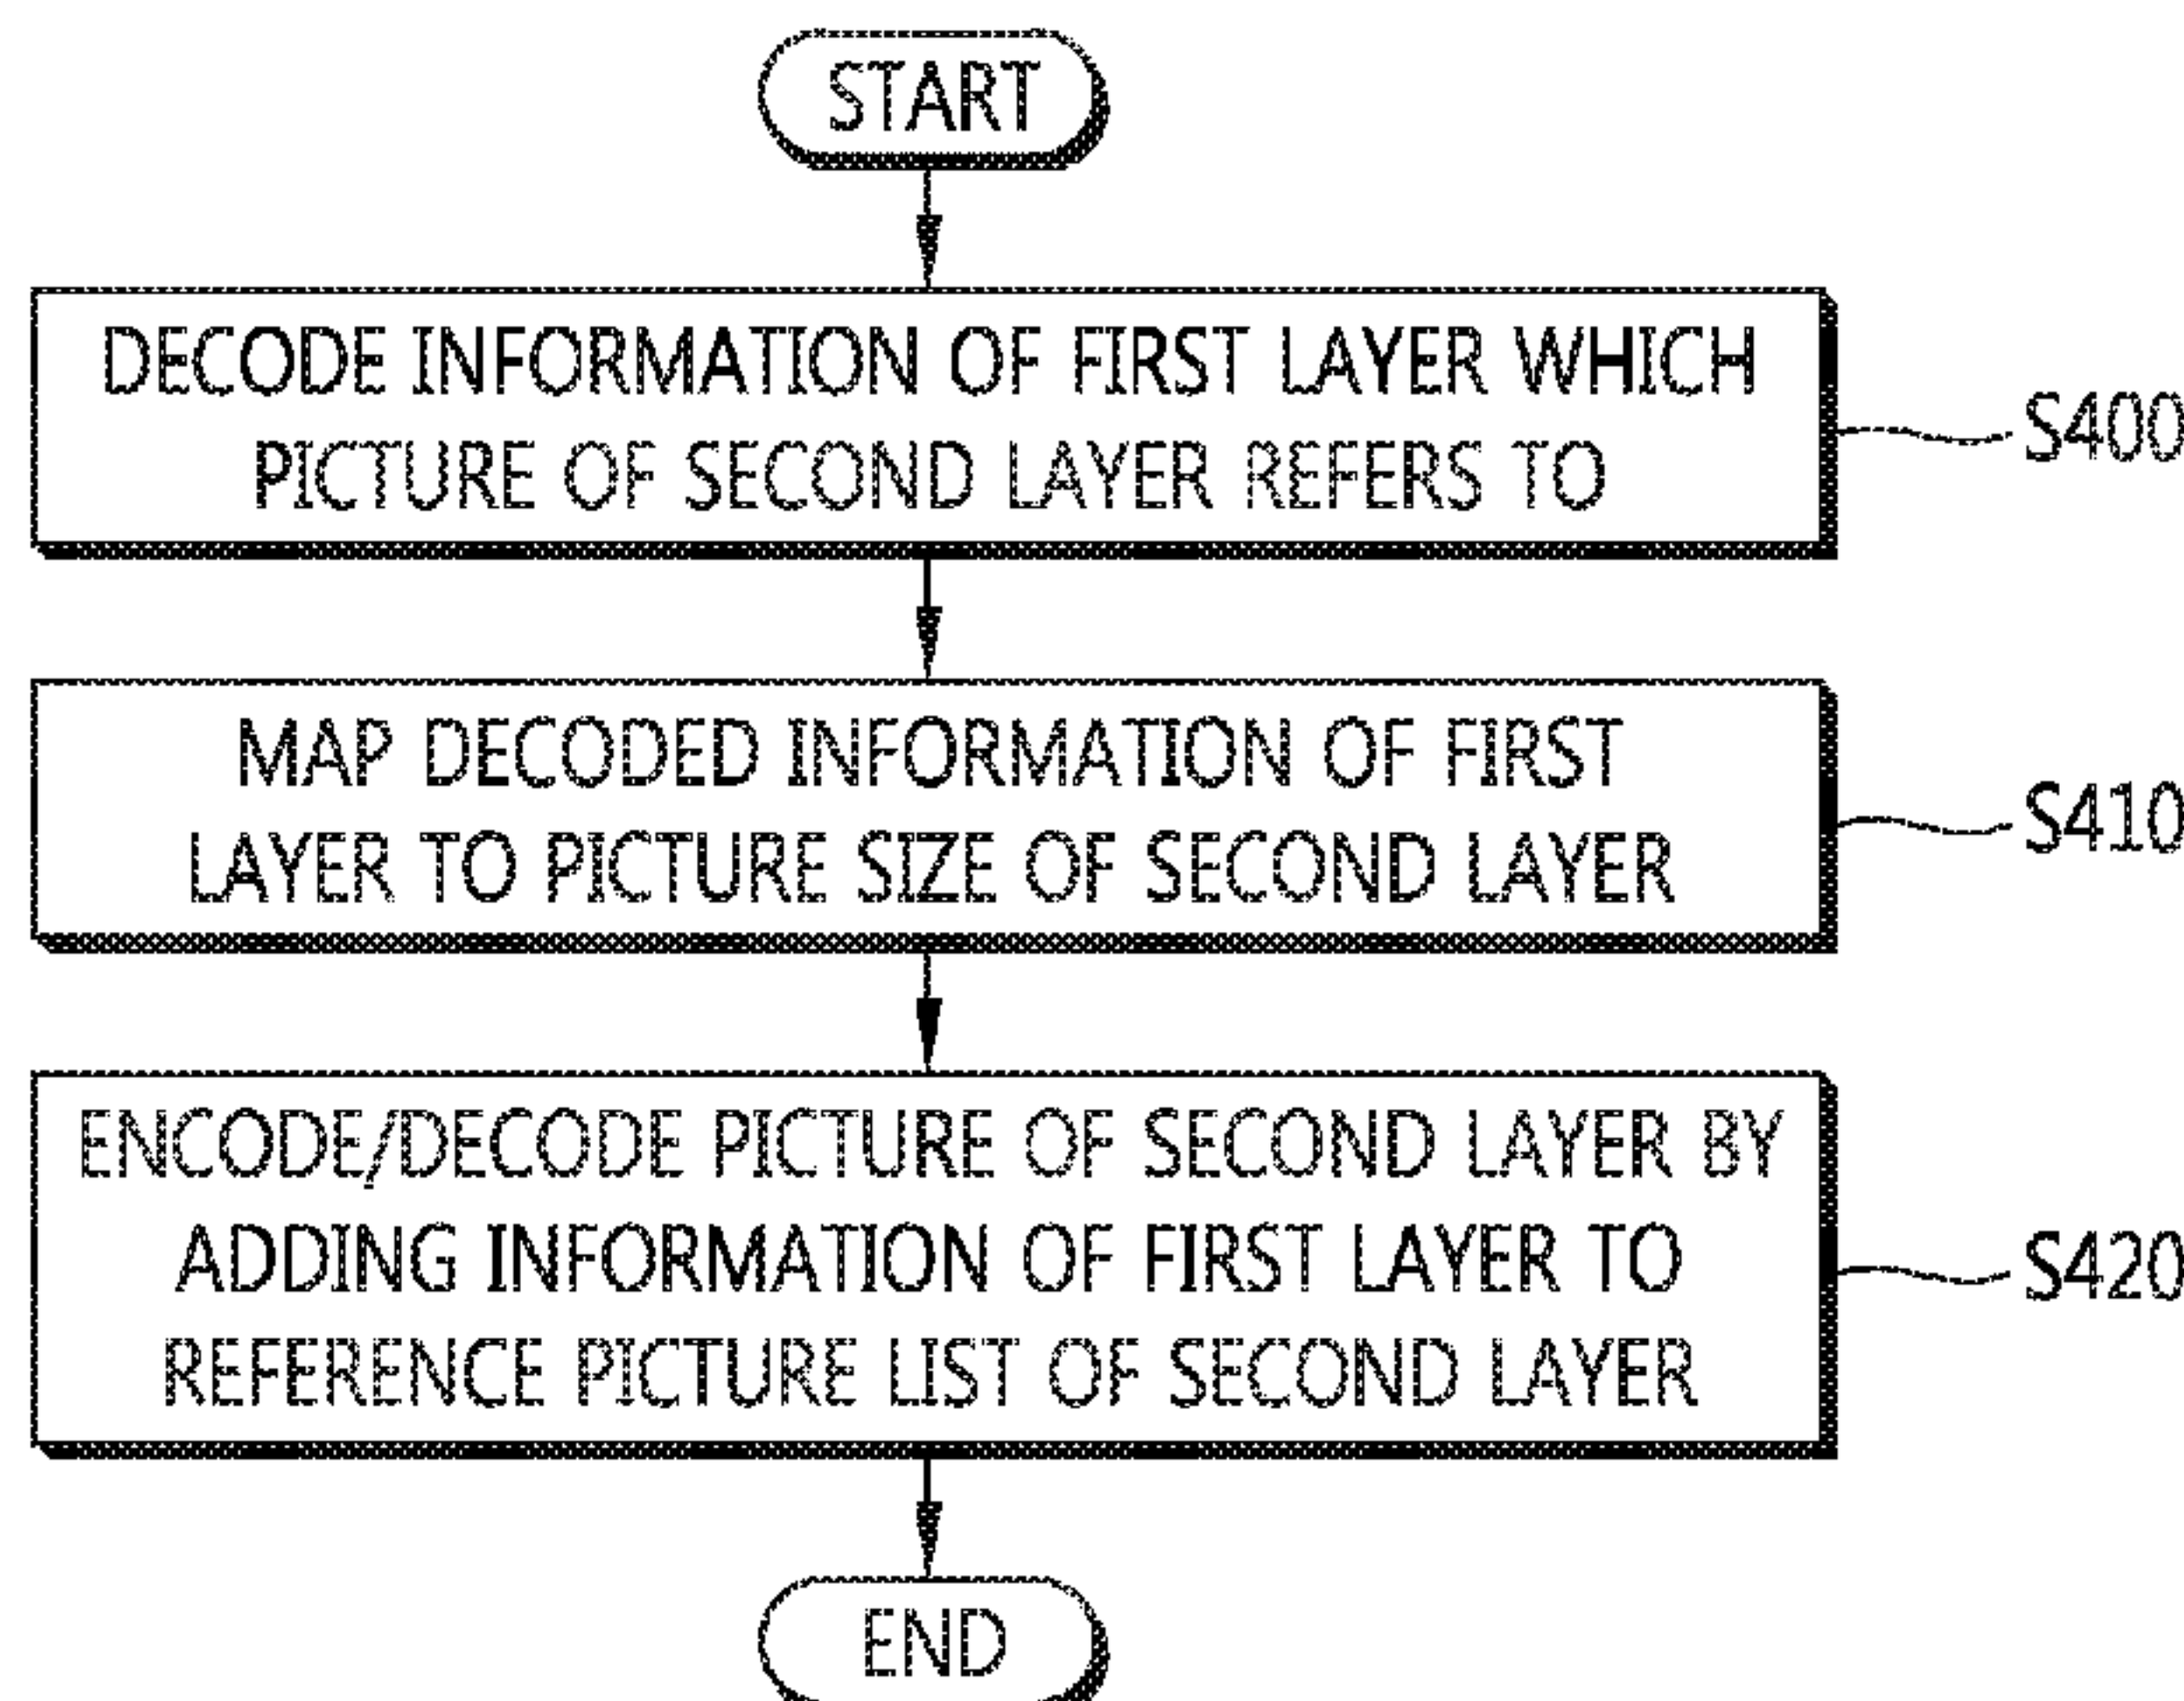 START
DECODE INFORMATION OF FIRST LAYER WHICH
PICTURE OF SECOND LAYER REFERS TO
S400
MAP DECODED INFORMATION OF FIRST
LAYER TO PICTURE SIZE OF SECOND LAYER
S410
ENCODE/DECODE PICTURE OF SECOND LAYER BY
ADDING INFORMATION OF FIRST LAYER TO
REFERENCE PICTURE LIST OF SECOND LAYER
S420
END